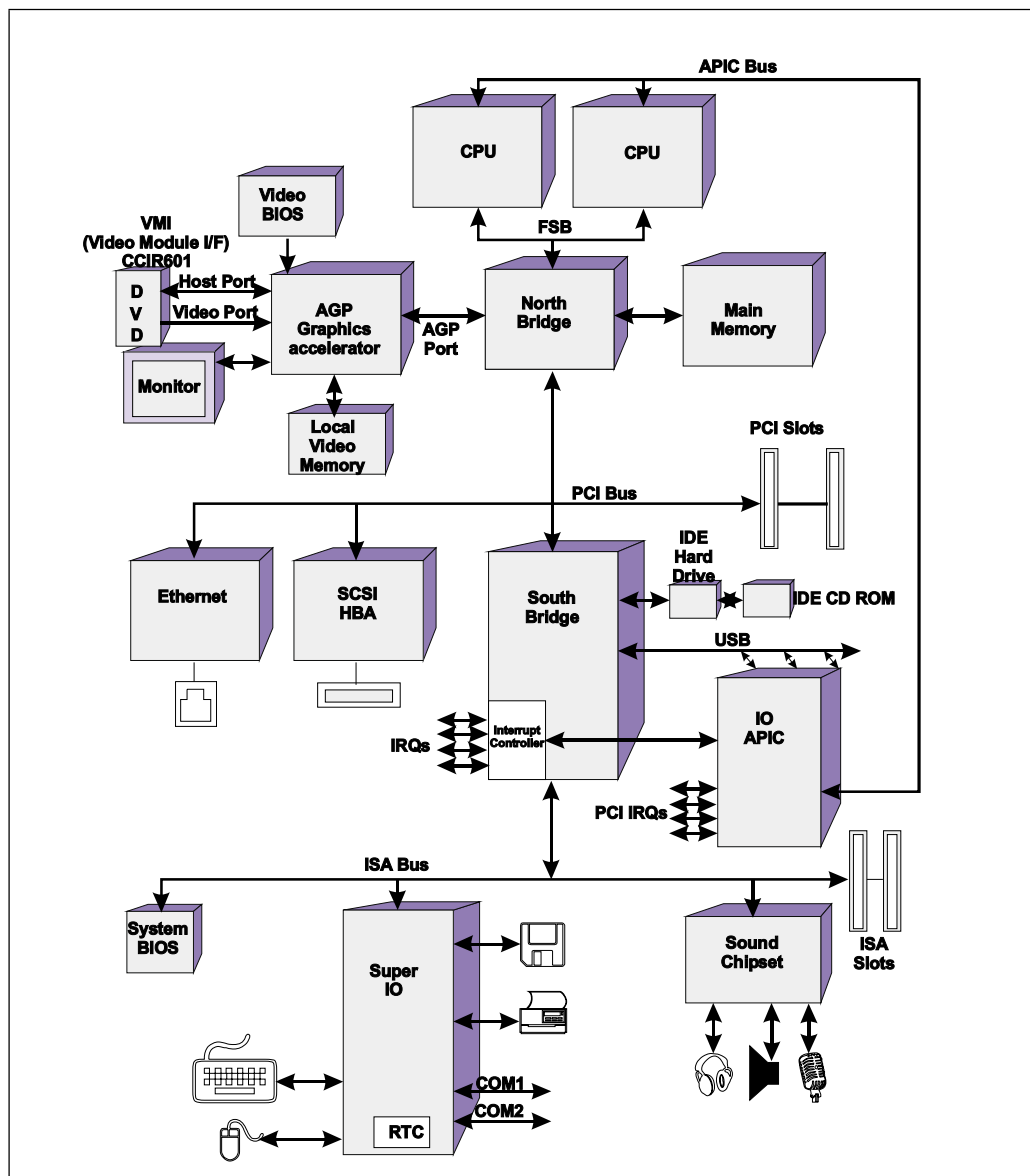 APIC Bus
CPU
CPU
Video
BIOS
VMI
(Video Module I/F)
CCIR601
FSB
D
V
D
Host Port
Video Port
AGP
Graphics
accelerator
AGP
Port
North
Bridge
Main
Memory
Monitor
Local
Video
Memory
PCI Slots
PCI Bus
Ethernet
SCSI
HBA
South
Bridge
IDE
Hard
Drive
IDE CD ROM
USB
IO
APIC
Interrupt
Controller
IRQs
PCI IRQs
ISA Bus
System
BIOS
Super
IO
Sound
Chipset
ISA
Slots
COM1
COM2
RTC